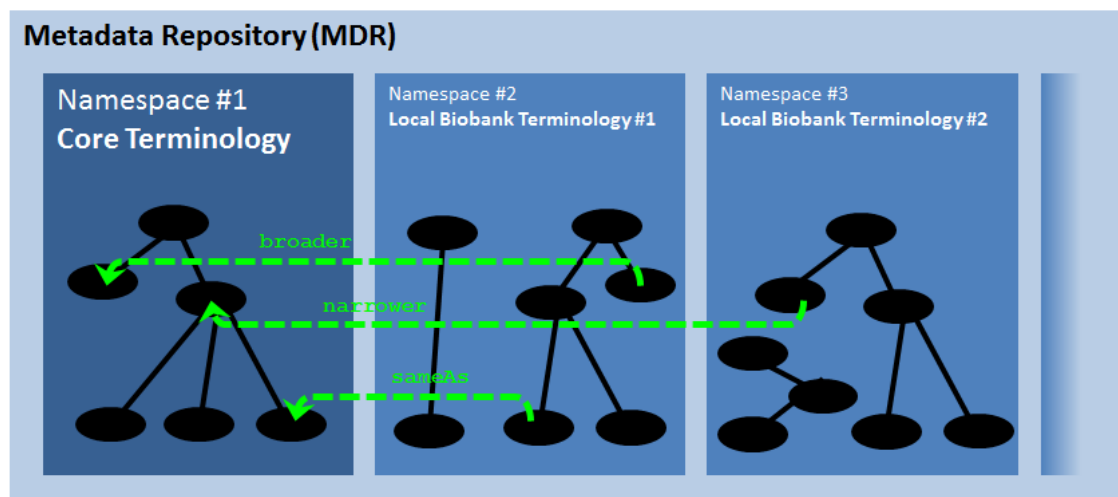 Metadata Repository (MDR)
Namespace #1
Core Terminology
Namespace #2
Local Biobank Terminology #1
Namespace #3
Local Biobank Terminology #2
broader
narrower
sameAs